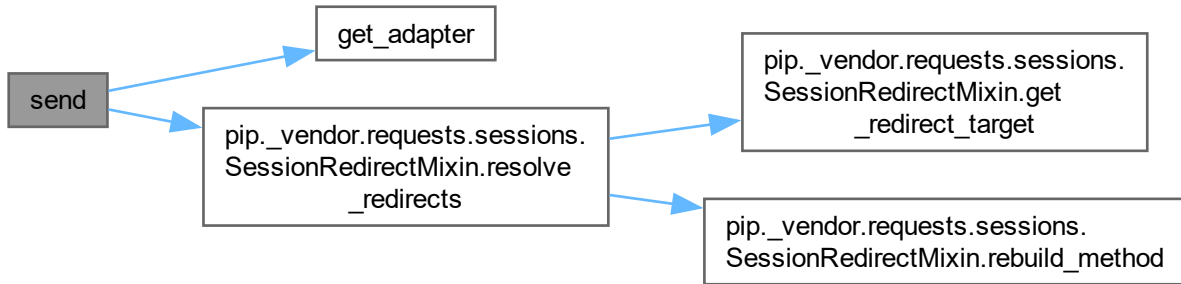 send
get_adapter
pip._vendor.requests.sessions.
SessionRedirectMixin.resolve
_redirects
pip._vendor.requests.sessions.
SessionRedirectMixin.get
_redirect_target
pip._vendor.requests.sessions.
SessionRedirectMixin.rebuild_method